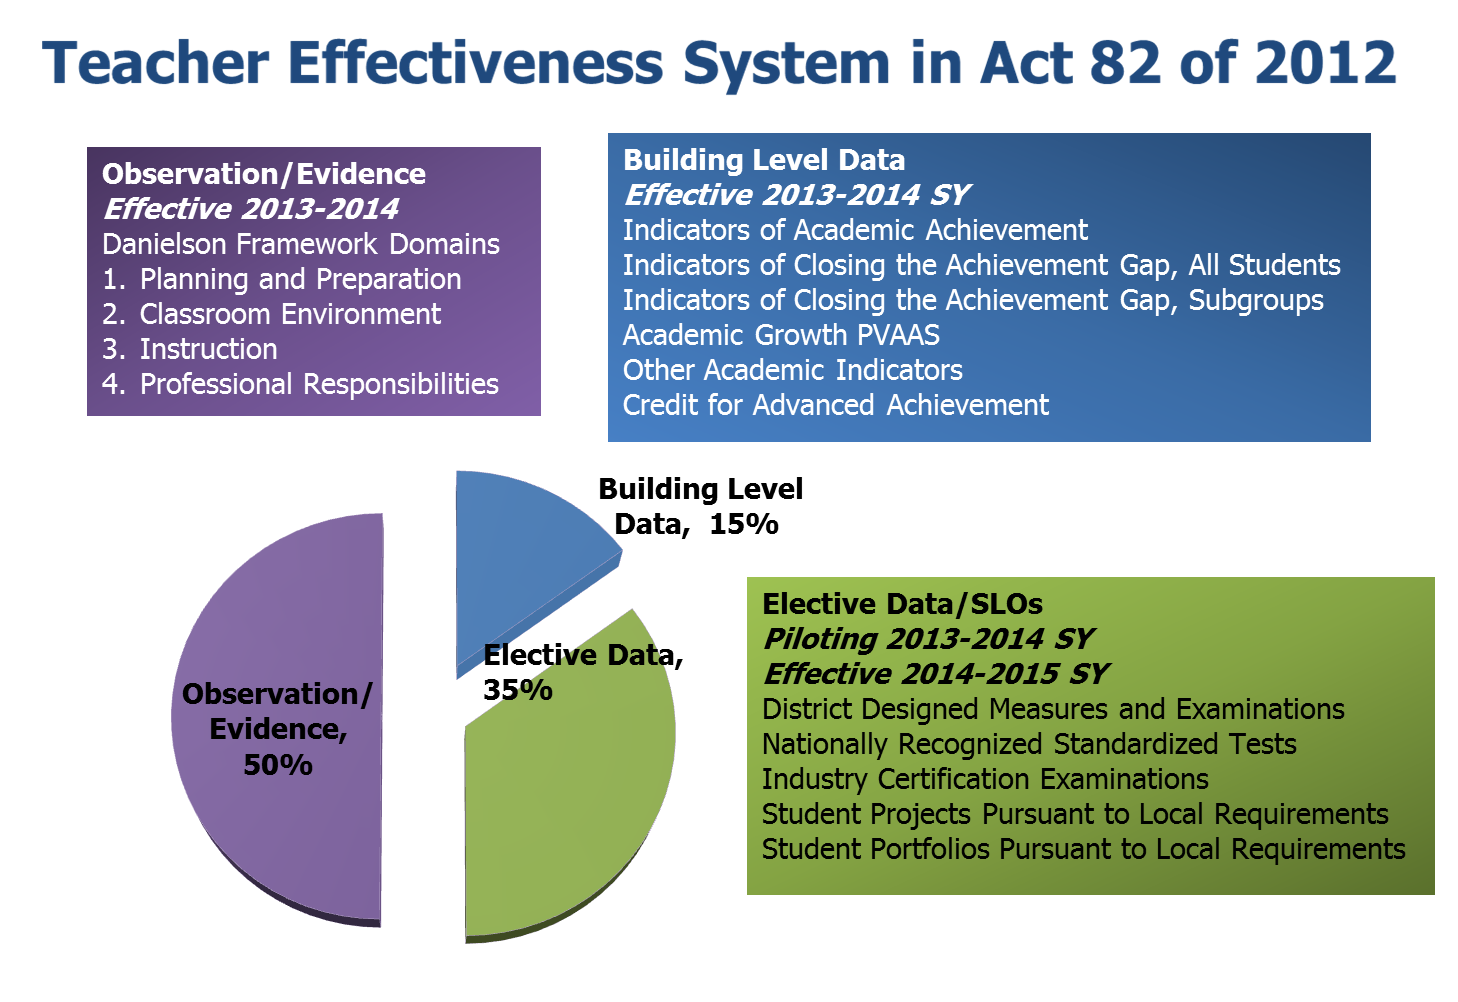 Teacher Effectiveness System in Act 82 of 2012
Observation/Evidence
Effective 2013-2014
Danielson Framework Domains
1. Planning and Preparation
2. Classroom Environment
3. Instruction
4. Professional Responsibilities
Building Level Data
Effective 2013-2014 SY
Indicators of Academic Achievement
Indicators of Closing the Achievement Gap, All Students
Indicators of Closing the Achievement Gap, Subgroups
Academic Growth PVAAS
Other Academic Indicators
Credit for Advanced Achievement
Building Level
Data, 15%
Elective Data,
35%
Observation/
Evidence,
50%
Elective Data/SLOs
Piloting 2013-2014 SY
Effective 2014-2015 SY
District Designed Measures and Examinations
Nationally Recognized Standardized Tests
Industry Certification Examinations
Student Projects Pursuant to Local Requirements
Student Portfolios Pursuant to Local Requirements